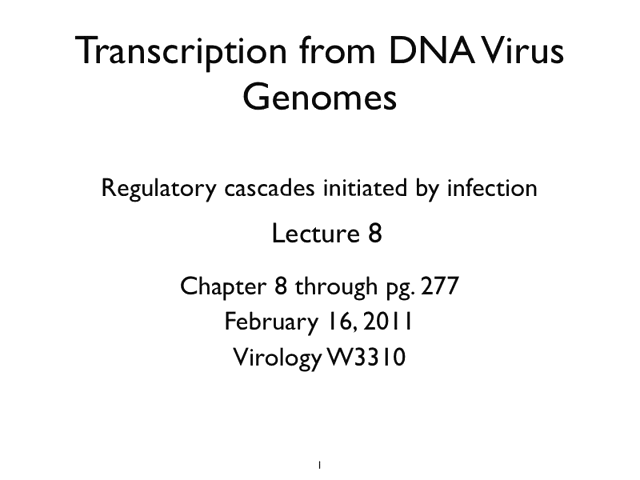 Transcription from DNA Virus
Genomes
Regulatory cascades initiated by infection
Lecture 8
Chapter 8 through pg. 277
February 16, 2011
Virology W3310
1